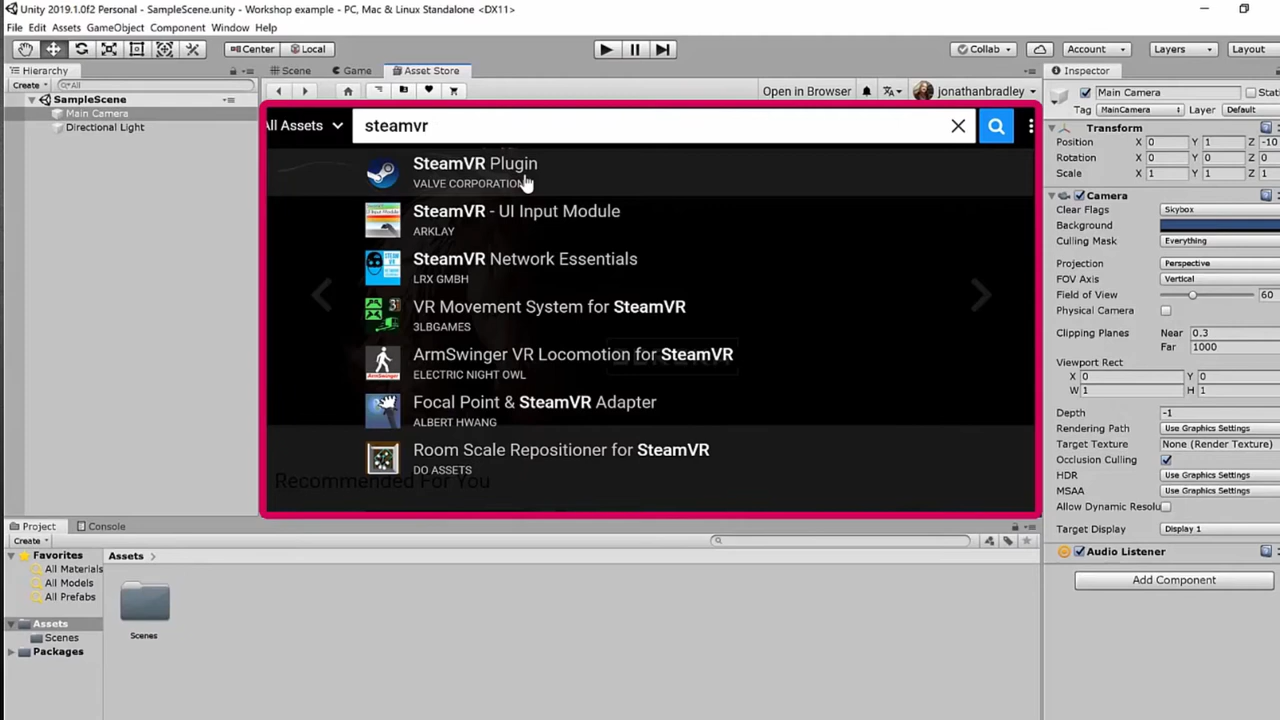 Unity 2019.1.0f2 Personal - SampleScene.unity - Workshop example - PC, Mac & Linux Standalone <DX11>
File Edit Assets GameObject Component Window Help
Center Local Collab Account Layers Layout
Hierarchy Scene Game Asset Store Inspector
Create All Open in Browser jonathanbradley Main Camera Stati
SampleScene Tag MainCamera Layer Default
Main Camera
Directional Light
All Assets steamvr
SteamVR Plugin
VALVE CORPORATION
SteamVR - UI Input Module
ARKLAY
SteamVR Network Essentials
LRX GMBH
VR Movement System for SteamVR
3LBGAMES
ArmSwinger VR Locomotion for SteamVR
ELECTRIC NIGHT OWL
Focal Point & SteamVR Adapter
ALBERT HWANG
Room Scale Repositioner for SteamVR
DO ASSETS
Recommended For You
Transform
Position X 0 Y 1 Z -10
Rotation X 0 Y 0 Z 0
Scale X 1 Y 1 Z 1
Camera
Clear Flags Skybox
Background
Culling Mask Everything
Projection Perspective
FOV Axis Vertical
Field of View 60
Physical Camera
Clipping Planes Near 0.3
Far 1000
Viewport Rect
X 0 Y 0
W 1 H 1
Depth -1
Rendering Path Use Graphics Settings
Target Texture None (Render Texture)
Occlusion Culling
HDR Use Graphics Settings
MSAA Use Graphics Settings
Allow Dynamic Resolu
Target Display Display 1
Audio Listener
Add Component
Project Console
Create
Favorites Assets
All Materials
All Models
All Prefabs
Assets
Scenes
Packages
Scenes